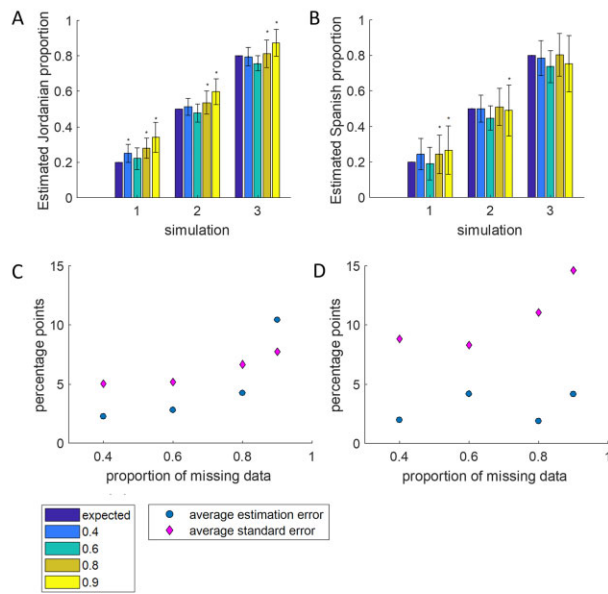 A
B
Estimated Jordanian proportion
1
0.8
0.6
0.4
0.2
0
* * * * * * *
1 2 3
simulation
Estimated Spanish proportion
1
0.8
0.6
0.4
0.2
0
* * *
1 2 3
simulation
C
D
percentage points
15
10
5
0
0.4 0.6 0.8 1
proportion of missing data
percentage points
15
10
5
0
0.4 0.6 0.8 1
proportion of missing data
expected
0.4
0.6
0.8
0.9
average estimation error
average standard error